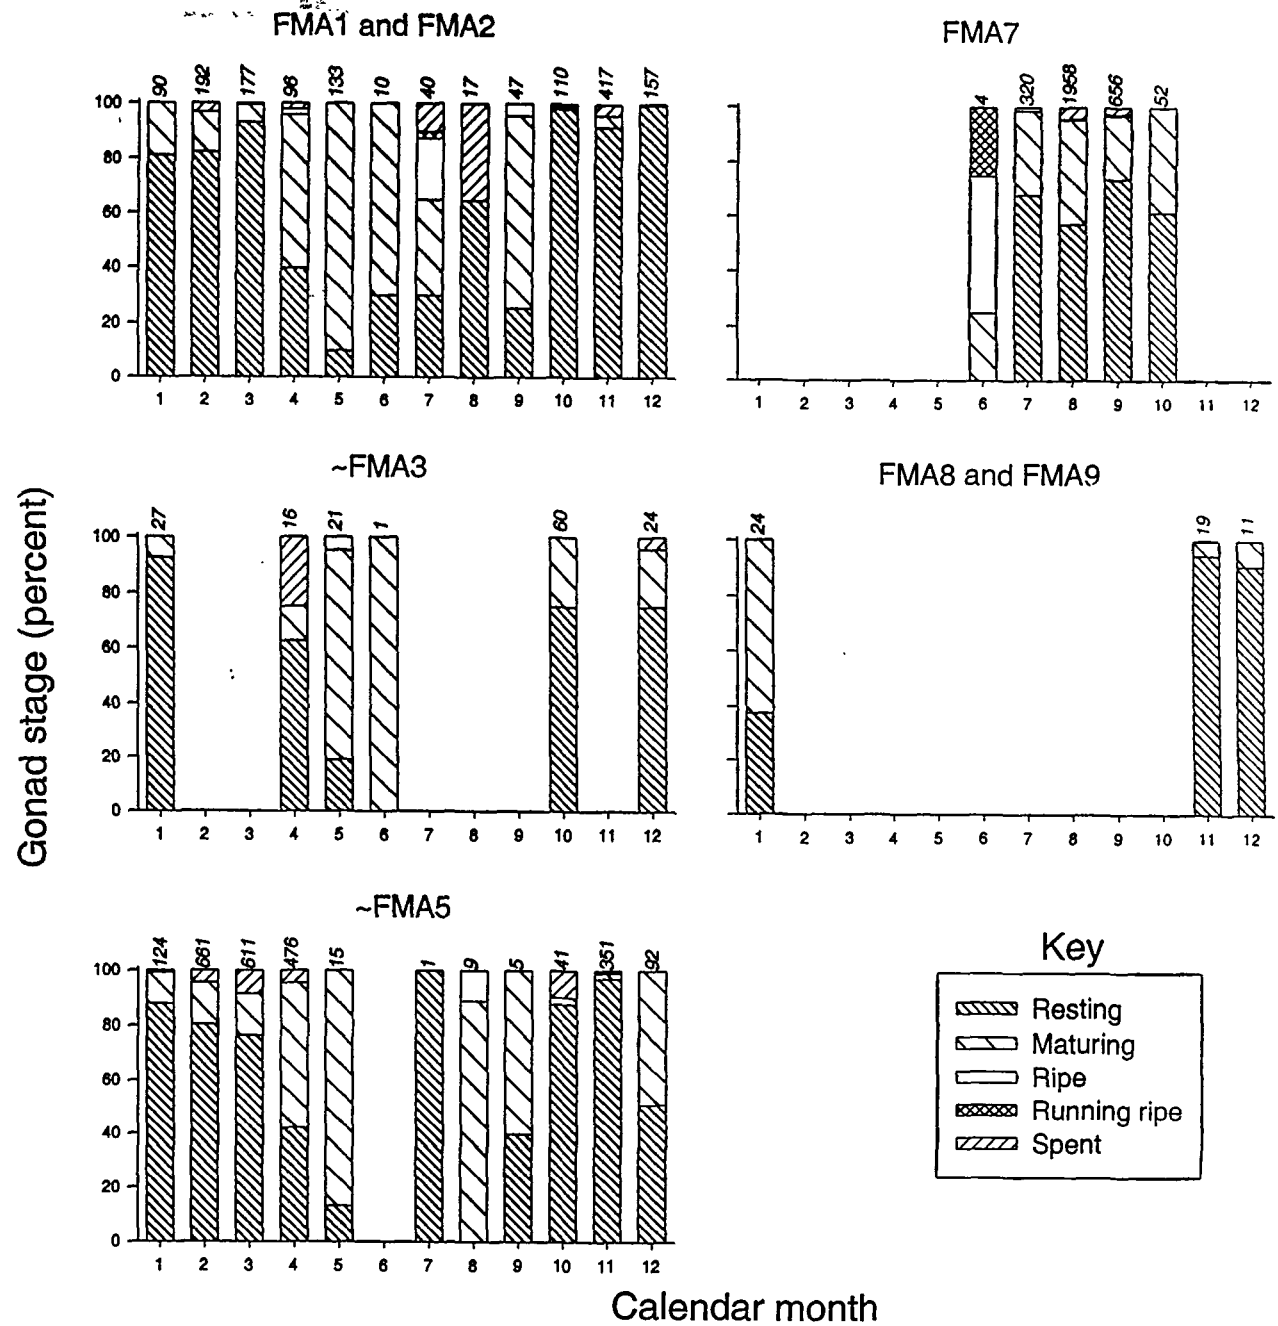 FMA1 and FMA2
90 192 177 96 133 10 40 17 47 110 417 157
100
80
60
40
20
0
1 2 3 4 5 6 7 8 9 10 11 12
FMA7
4 320 1958 656 52
1 2 3 4 5 6 7 8 9 10 11 12
~FMA3
27 16 21 1 60 24
100
80
60
40
20
0
1 2 3 4 5 6 7 8 9 10 11 12
FMA8 and FMA9
24 19 11
1 2 3 4 5 6 7 8 9 10 11 12
Gonad stage (percent)
~FMA5
124 661 611 476 15 1 9 5 41 351 92
100
80
60
40
20
0
1 2 3 4 5 6 7 8 9 10 11 12
Key
Resting
Maturing
Ripe
Running ripe
Spent
Calendar month